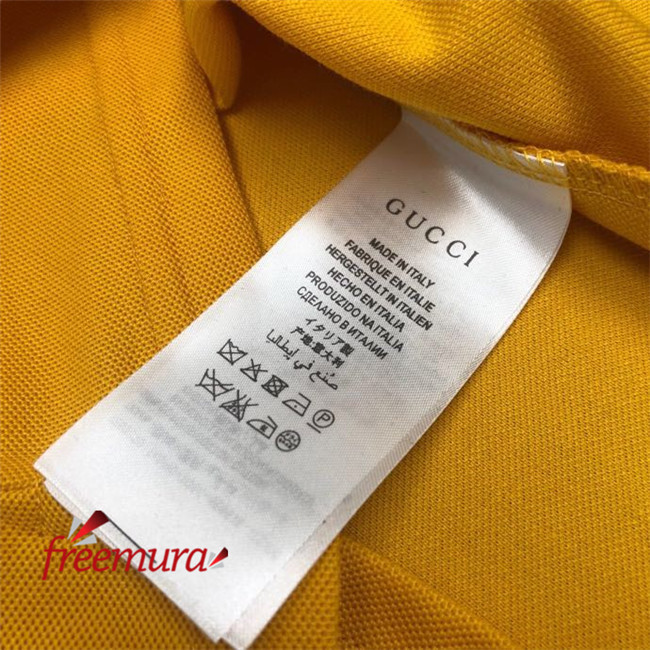 GUCCI
MADE IN ITALY
FABRIQUE EN ITALIE
HERGESTELLT IN ITALIEN
HECHO EN ITALIA
PRODUZIDO NA ITALIA
СДЕЛАНО В ИТАЛИИ
イタリア製
产地意大利
صُنع في إيطاليا
P
freemura